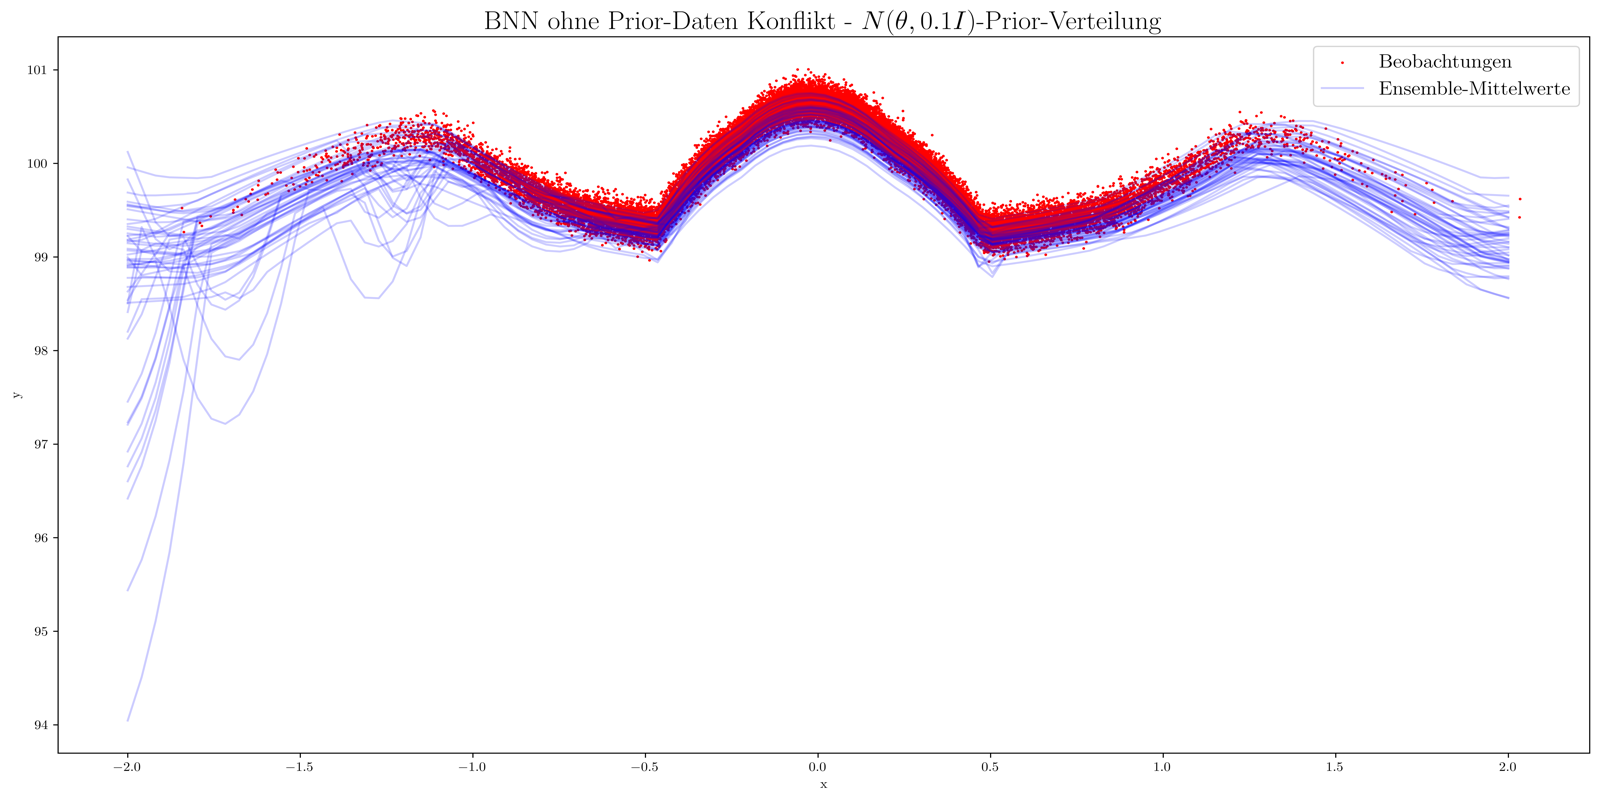 BNN ohne Prior-Daten Konflikt - N(θ, 0.1I)-Prior-Verteilung
Beobachtungen
Ensemble-Mittelwerte
101
100
99
98
97
96
95
94
y
−2.0 −1.5 −1.0 −0.5 0.0 0.5 1.0 1.5 2.0
x